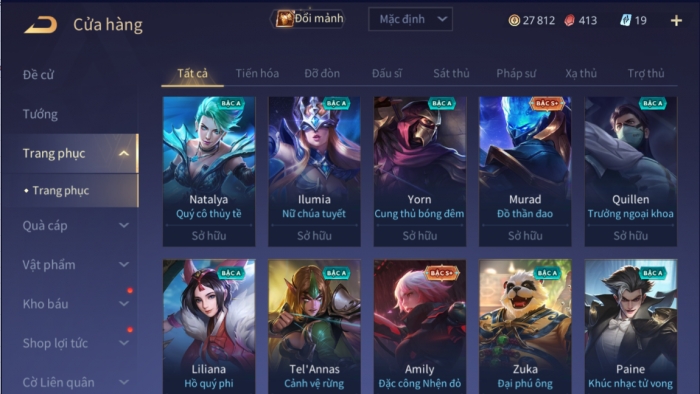 Cửa hàng
Đổi mảnh
Mặc định
27 812
413
19
Đề cử
Tướng
Trang phục
Trang phục
Quà cáp
Vật phẩm
Kho báu
Shop lợi tức
Cờ Liên quân
Tất cả Tiến hóa Đỡ đòn Đấu sĩ Sát thủ Pháp sư Xạ thủ Trợ thủ
BẬC A BẬC A BẬC A BẬC S+ BẬC A
Natalya Ilumia Yorn Murad Quillen
Quý cô thủy tề Nữ chúa tuyết Cung thủ bóng đêm Đồ thần đao Trưởng ngoại khoa
Sở hữu Sở hữu Sở hữu Sở hữu Sở hữu
BẬC A BẬC A BẬC S+ BẬC A BẬC A
Liliana Tel'Annas Amily Zuka Paine
Hồ quý phi Cảnh vệ rừng Đặc công Nhện đỏ Đại phú ông Khúc nhạc tử vong